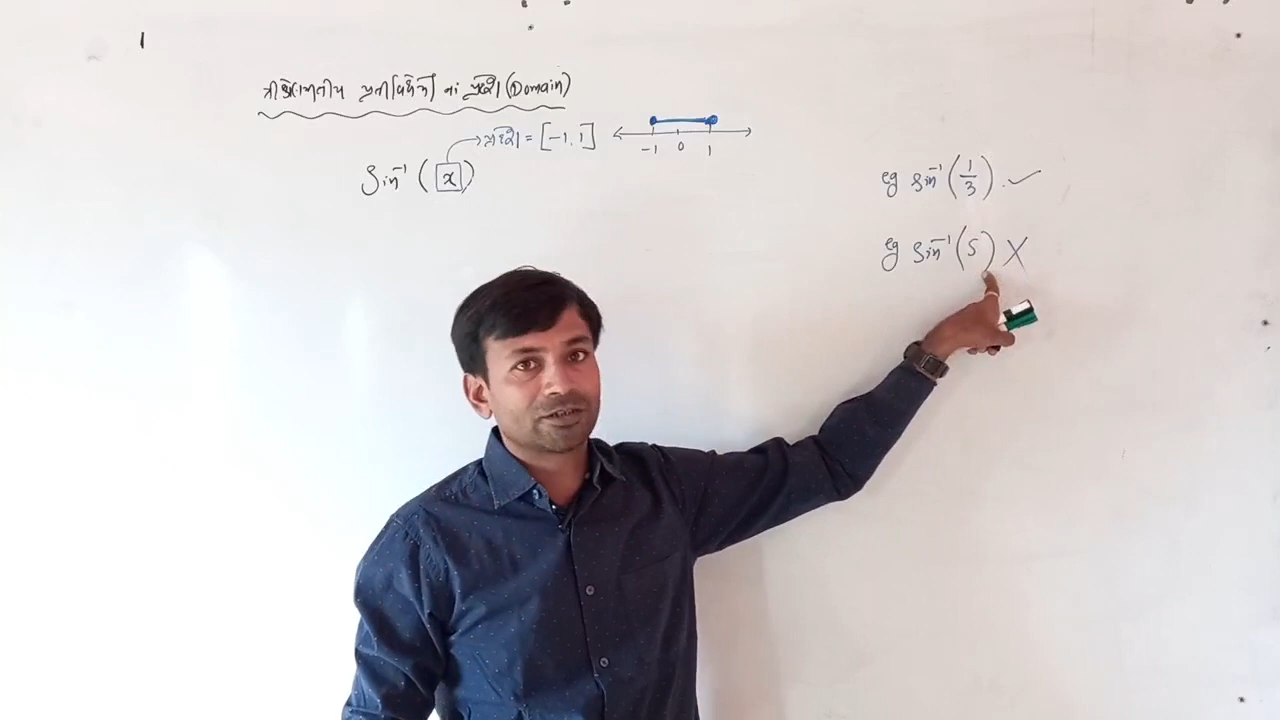 ત્રીકોણમતીય પ્રતીવિધેયો નાં પ્રદેશ (Domain)
પ્રદેશ = [-1, 1]
-1 0 1
Sin⁻¹ (x)
eg sin⁻¹ (1/3) . ✓
eg sin⁻¹ (5) X